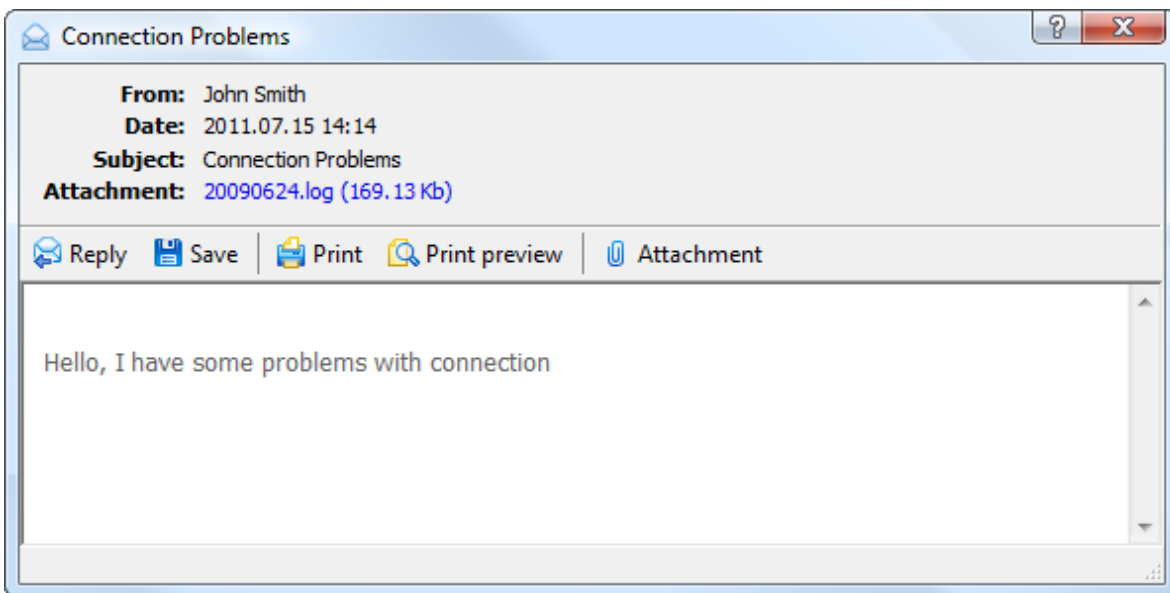 Connection Problems
From: John Smith
Date: 2011.07.15 14:14
Subject: Connection Problems
Attachment: 20090624.log (169.13 Kb)
Reply Save Print Print preview Attachment
Hello, I have some problems with connection